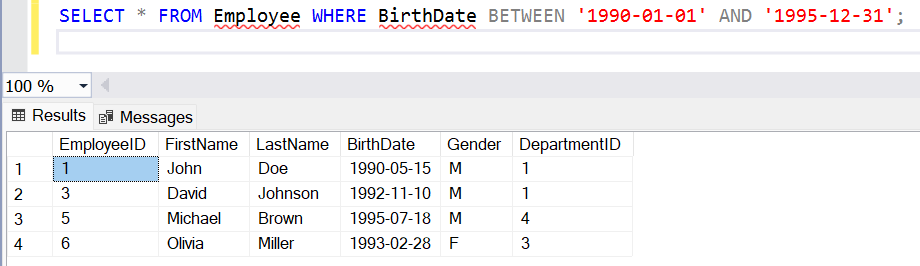 SELECT * FROM Employee WHERE BirthDate BETWEEN '1990-01-01' AND '1995-12-31';
100 %
Results Messages
EmployeeID FirstName LastName BirthDate Gender DepartmentID
1 1 John Doe 1990-05-15 M 1
2 3 David Johnson 1992-11-10 M 1
3 5 Michael Brown 1995-07-18 M 4
4 6 Olivia Miller 1993-02-28 F 3